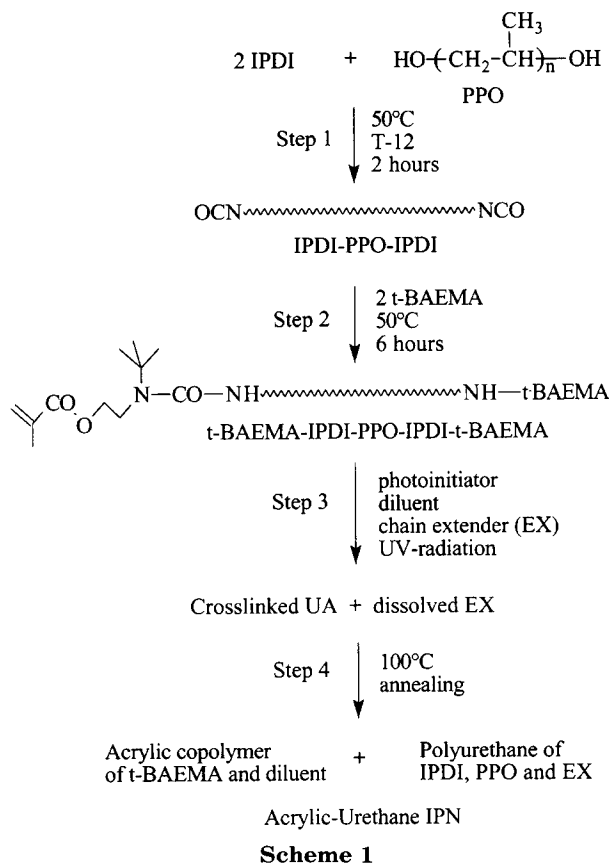 CH₃
2 IPDI + HO-(CH₂-CH)ₙ-OH
PPO
Step 1
50°C
T-12
2 hours
OCN NCO
IPDI-PPO-IPDI
Step 2
2 t-BAEMA
50°C
6 hours
CO O N—CO—NH NH—t-BAEMA
t-BAEMA-IPDI-PPO-IPDI-t-BAEMA
Step 3
photoinitiator
diluent
chain extender (EX)
UV-radiation
Crosslinked UA + dissolved EX
Step 4
100°C
annealing
Acrylic copolymer
of t-BAEMA and diluent
+
Polyurethane of
IPDI, PPO and EX
Acrylic-Urethane IPN
Scheme 1